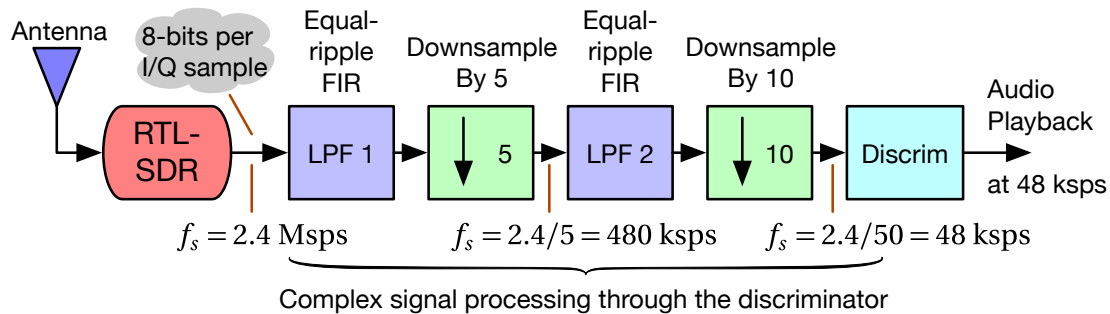 Antenna
8-bits per
I/Q sample
Equal-
ripple
FIR
Downsample
By 5
Equal-
ripple
FIR
Downsample
By 10
Audio
Playback
at 48 ksps
RTL-
SDR
LPF 1
5
LPF 2
10
Discrim
f_s = 2.4 Msps
f_s = 2.4/5 = 480 ksps
f_s = 2.4/50 = 48 ksps
Complex signal processing through the discriminator